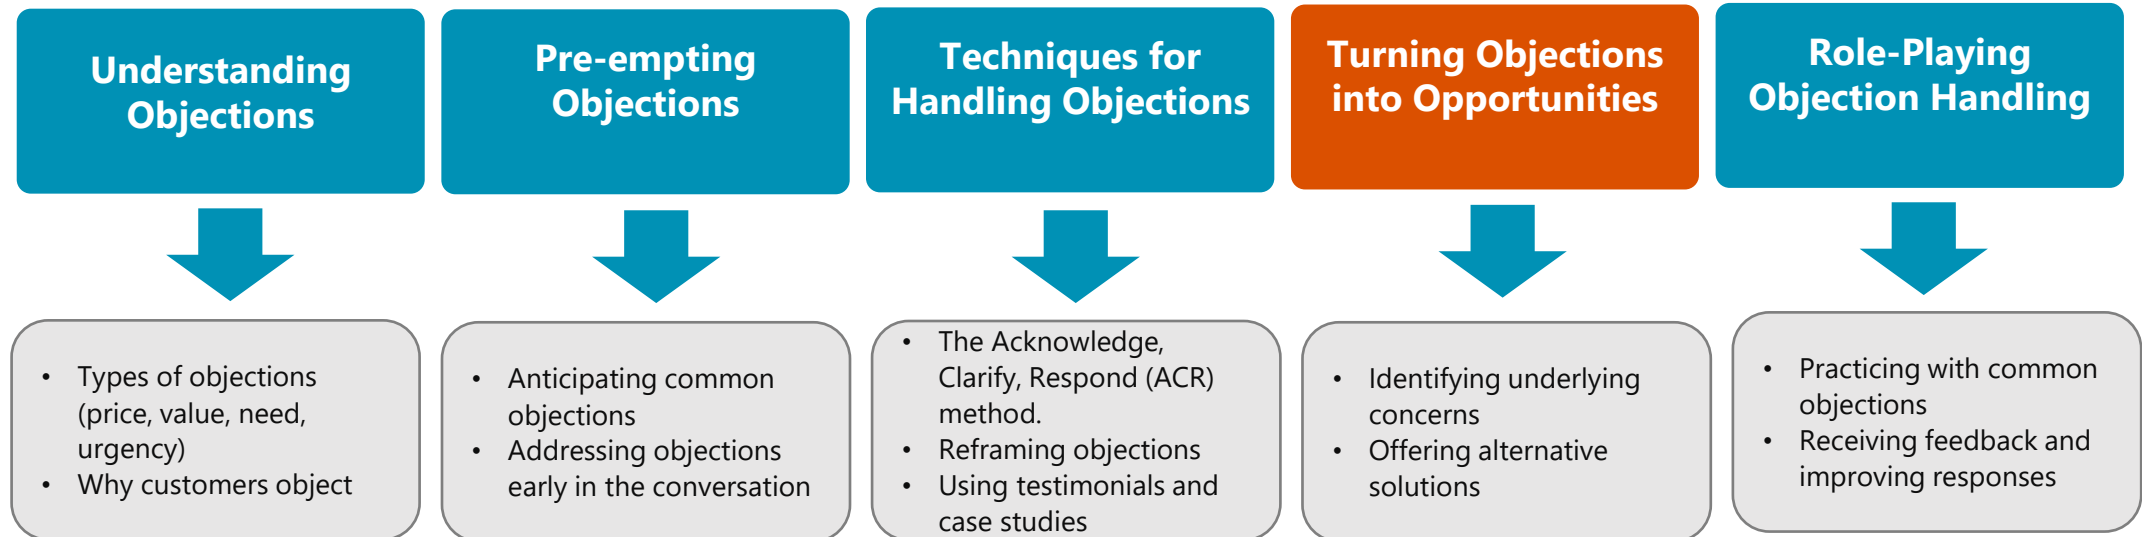 Understanding
Objections
Pre-empting
Objections
Techniques for
Handling Objections
Turning Objections
into Opportunities
Role-Playing
Objection Handling
• Types of objections
(price, value, need,
urgency)
• Why customers object
• Anticipating common
objections
• Addressing objections
early in the conversation
• The Acknowledge,
Clarify, Respond (ACR)
method.
• Reframing objections
• Using testimonials and
case studies
• Identifying underlying
concerns
• Offering alternative
solutions
• Practicing with common
objections
• Receiving feedback and
improving responses